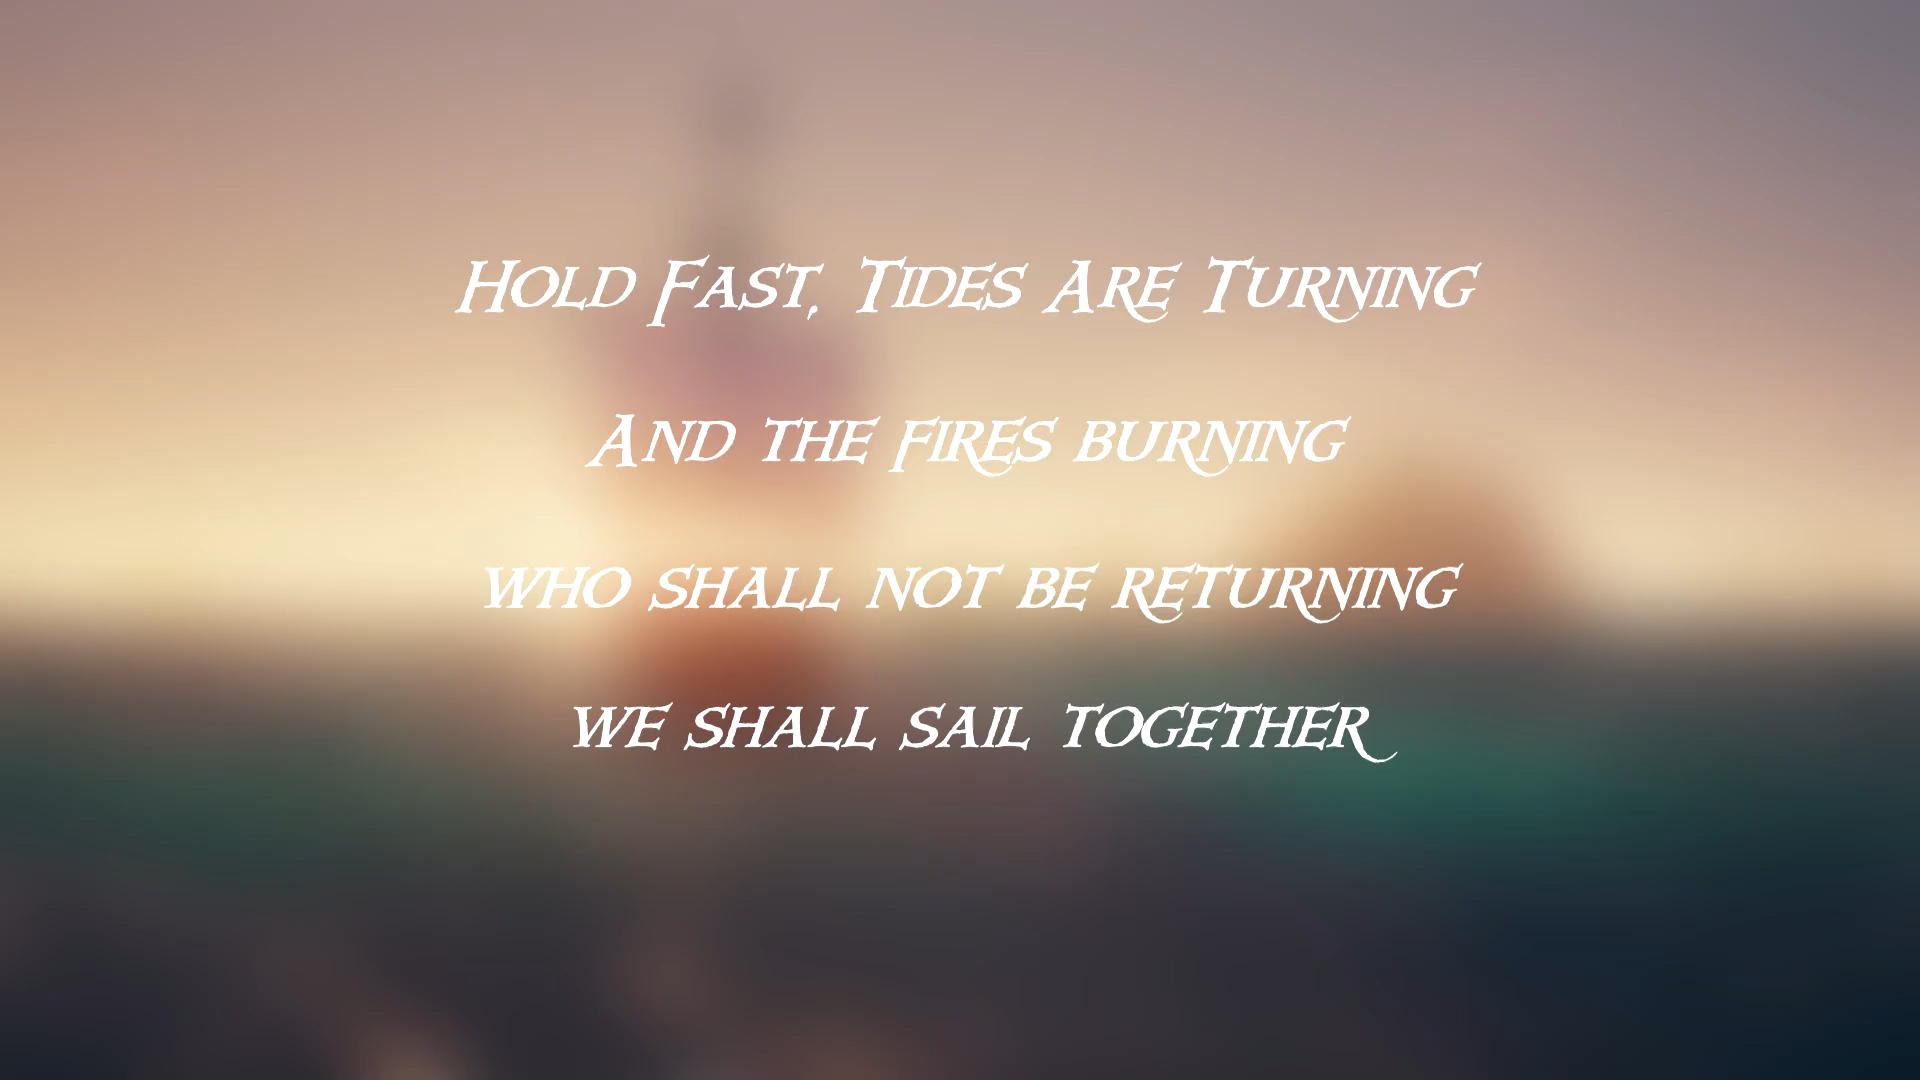 Hold Fast, Tides Are Turning
And the fires burning
who shall not be returning
we shall sail together